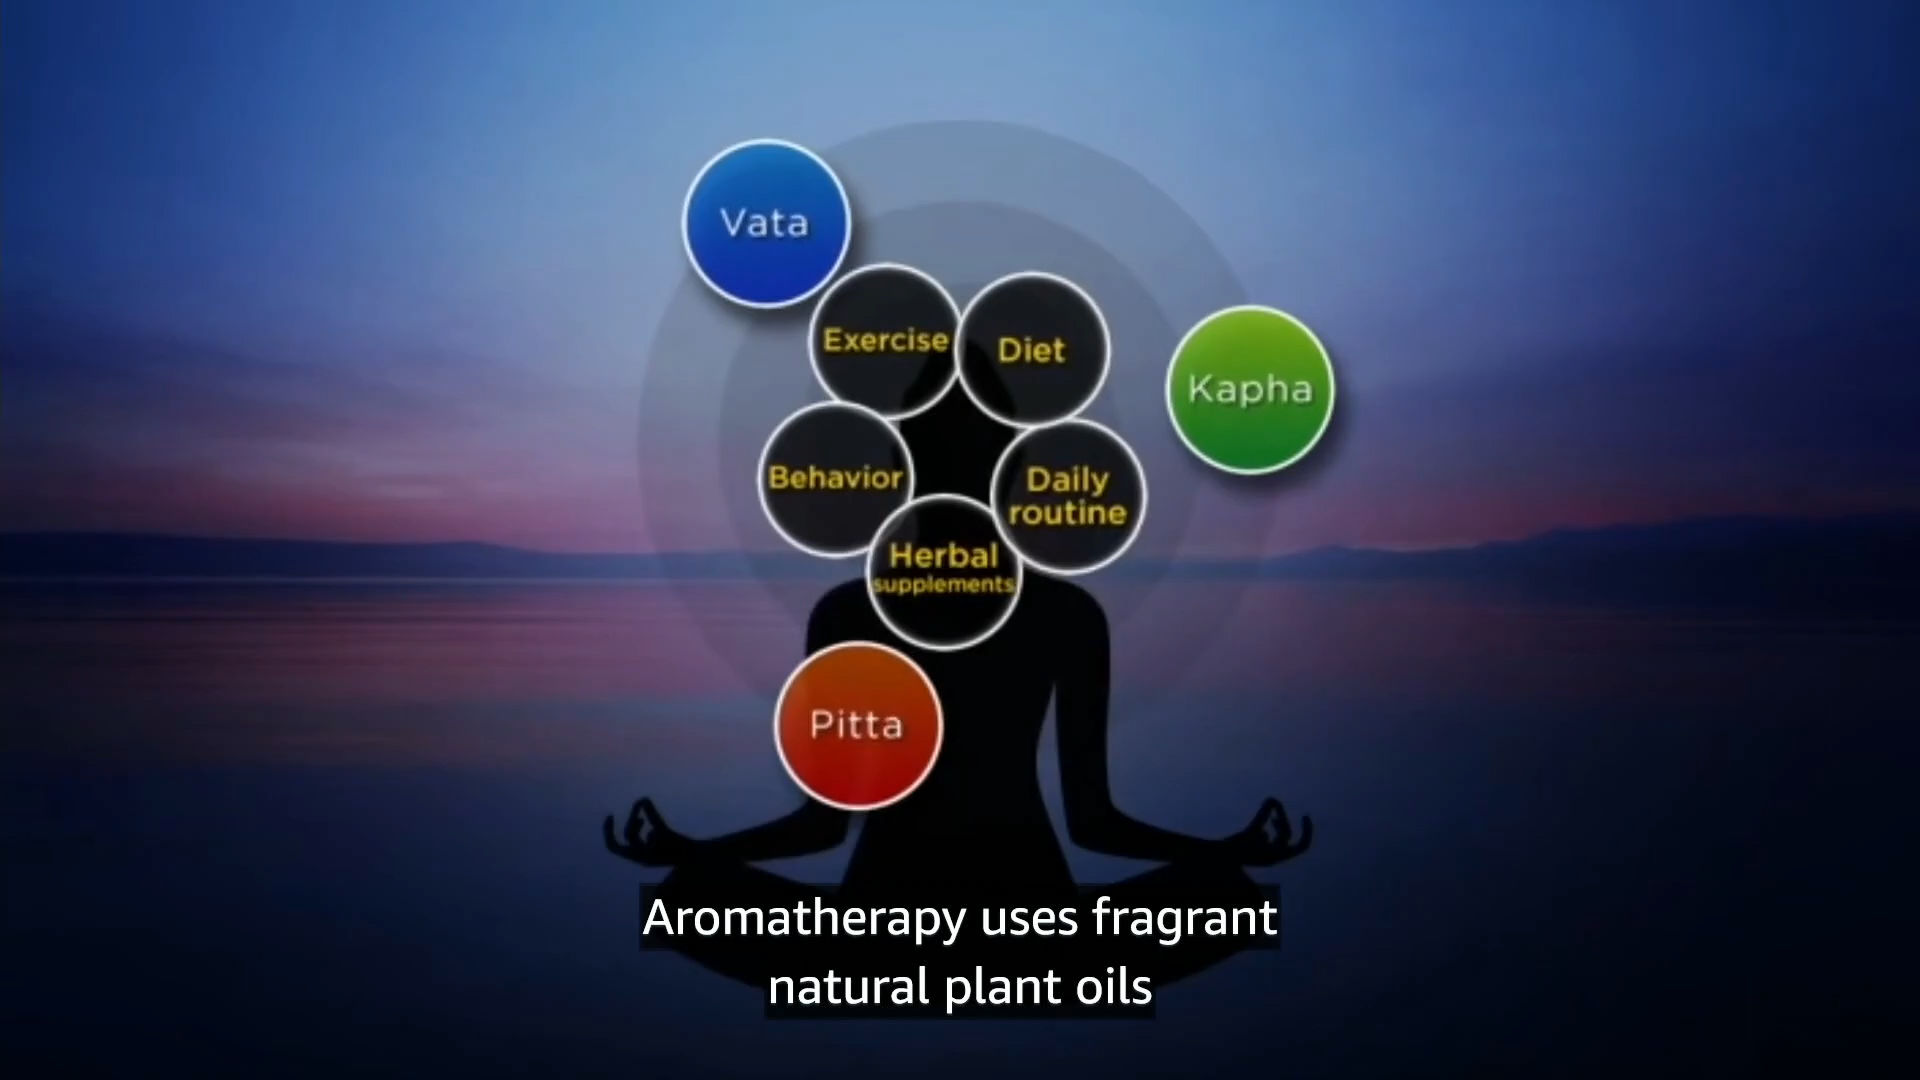 Vata
Exercise
Diet
Kapha
Behavior
Daily
routine
Herbal
supplements
Pitta
Aromatherapy uses fragrant
natural plant oils